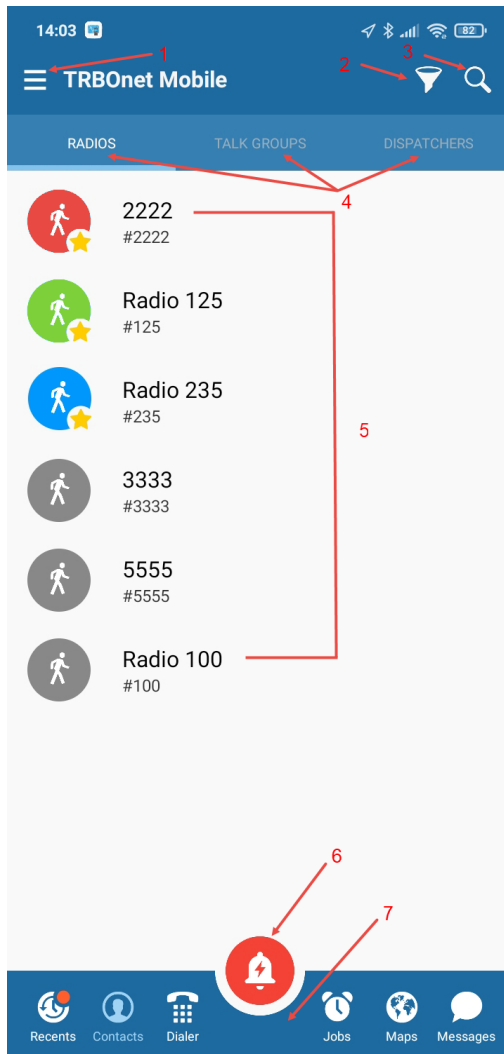 14:03 82
1 2 3
TRBOnet Mobile
RADIOS TALK GROUPS DISPATCHERS
4
2222
#2222
Radio 125
#125
Radio 235
#235
5
3333
#3333
5555
#5555
Radio 100
#100
6
7
Recents Contacts Dialer Jobs Maps Messages